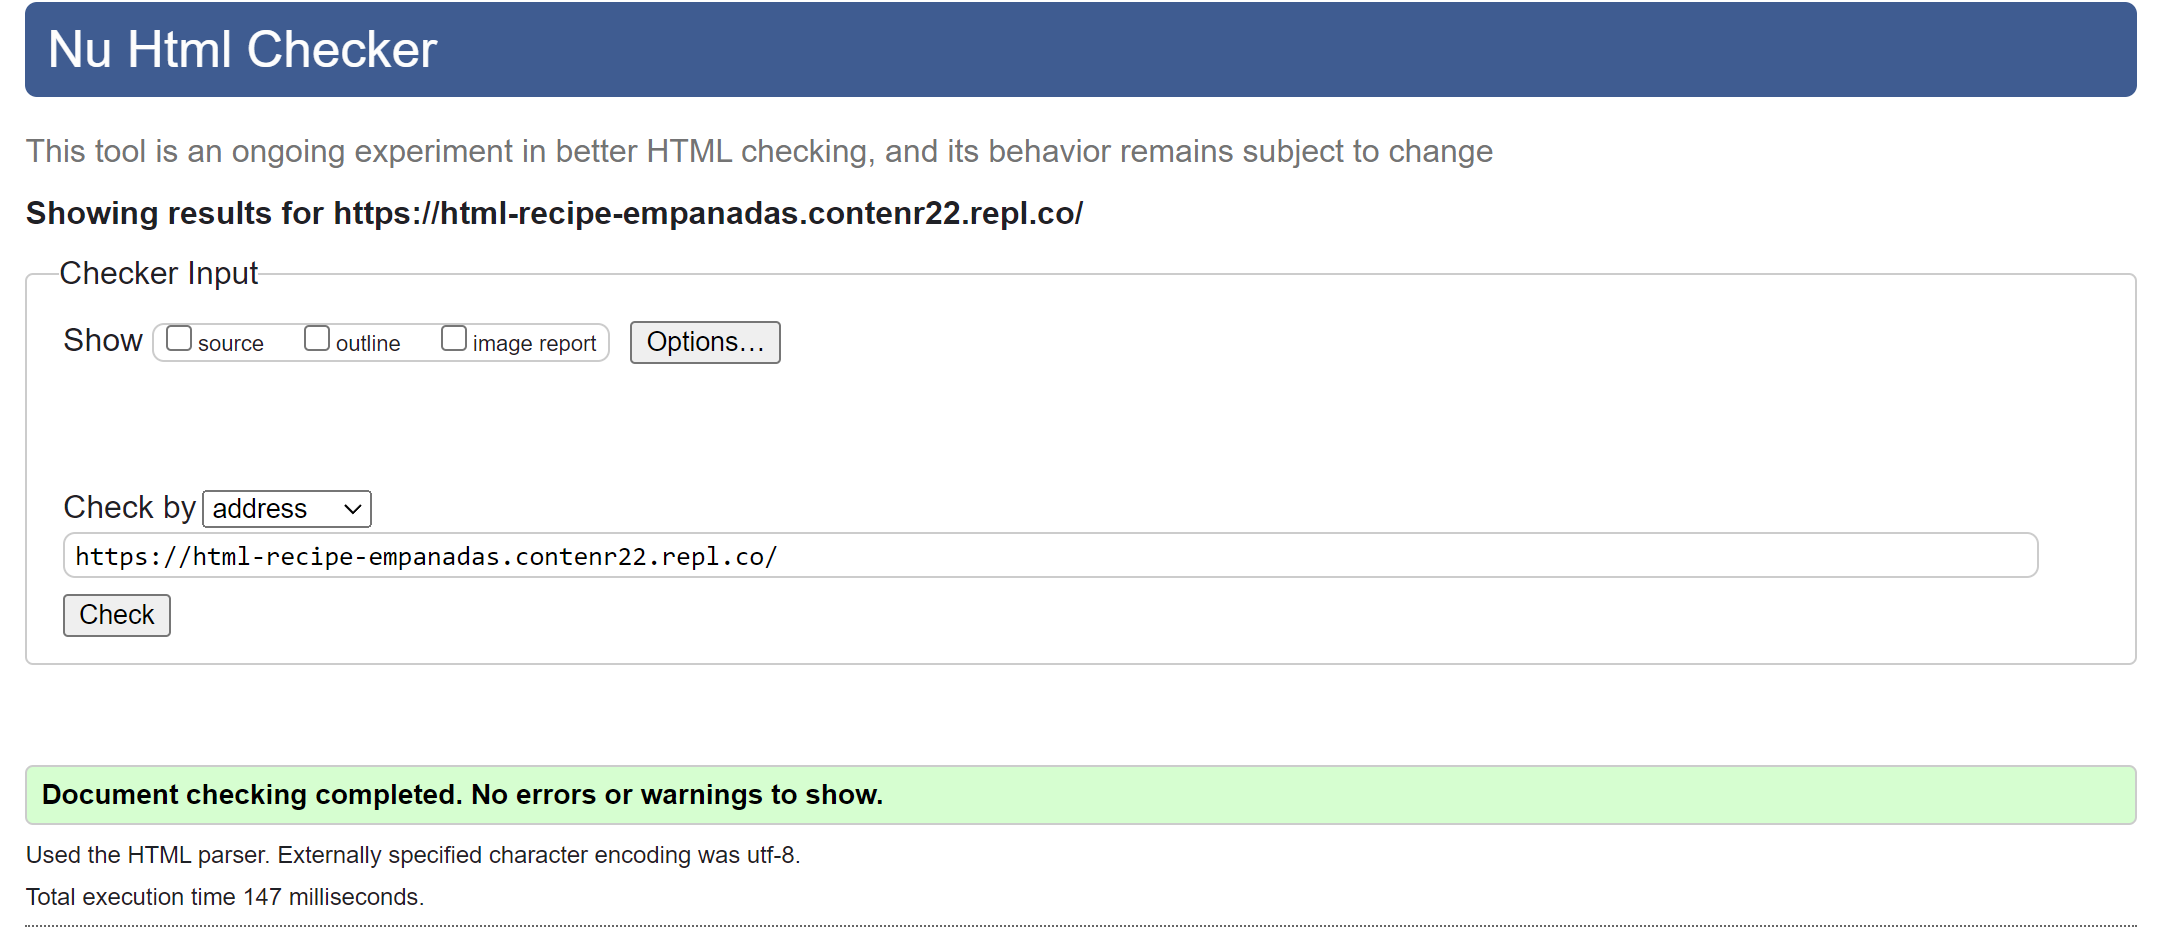 Nu Html Checker
This tool is an ongoing experiment in better HTML checking, and its behavior remains subject to change
Showing results for https://html-recipe-empanadas.contenr22.repl.co/
Checker Input
Show source outline image report Options...
Check by address
https://html-recipe-empanadas.contenr22.repl.co/
Check
Document checking completed. No errors or warnings to show.
Used the HTML parser. Externally specified character encoding was utf-8.
Total execution time 147 milliseconds.